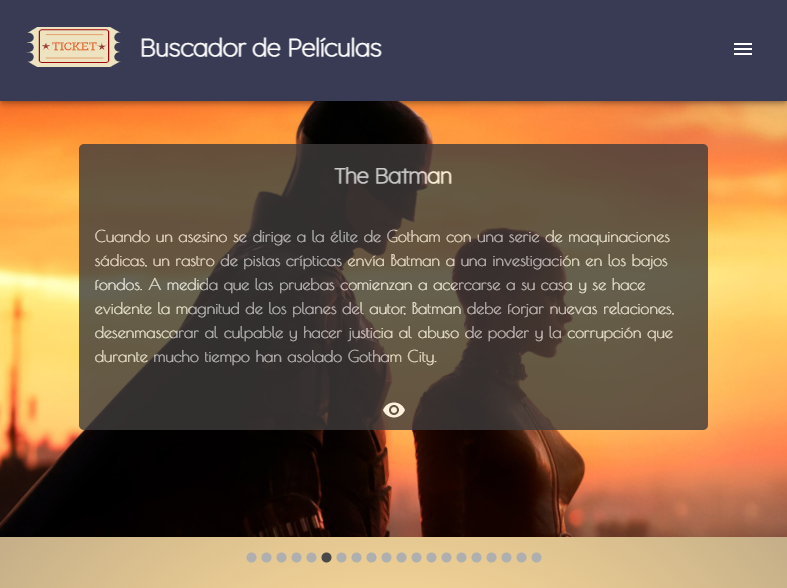 TICKET
Buscador de Películas
The Batman
Cuando un asesino se dirige a la élite de Gotham con una serie de maquinaciones
sádicas, un rastro de pistas crípticas envía Batman a una investigación en los bajos
fondos. A medida que las pruebas comienzan a acercarse a su casa y se hace
evidente la magnitud de los planes del autor, Batman debe forjar nuevas relaciones,
desenmascarar al culpable y hacer justicia al abuso de poder y la corrupción que
durante mucho tiempo han asolado Gotham City.